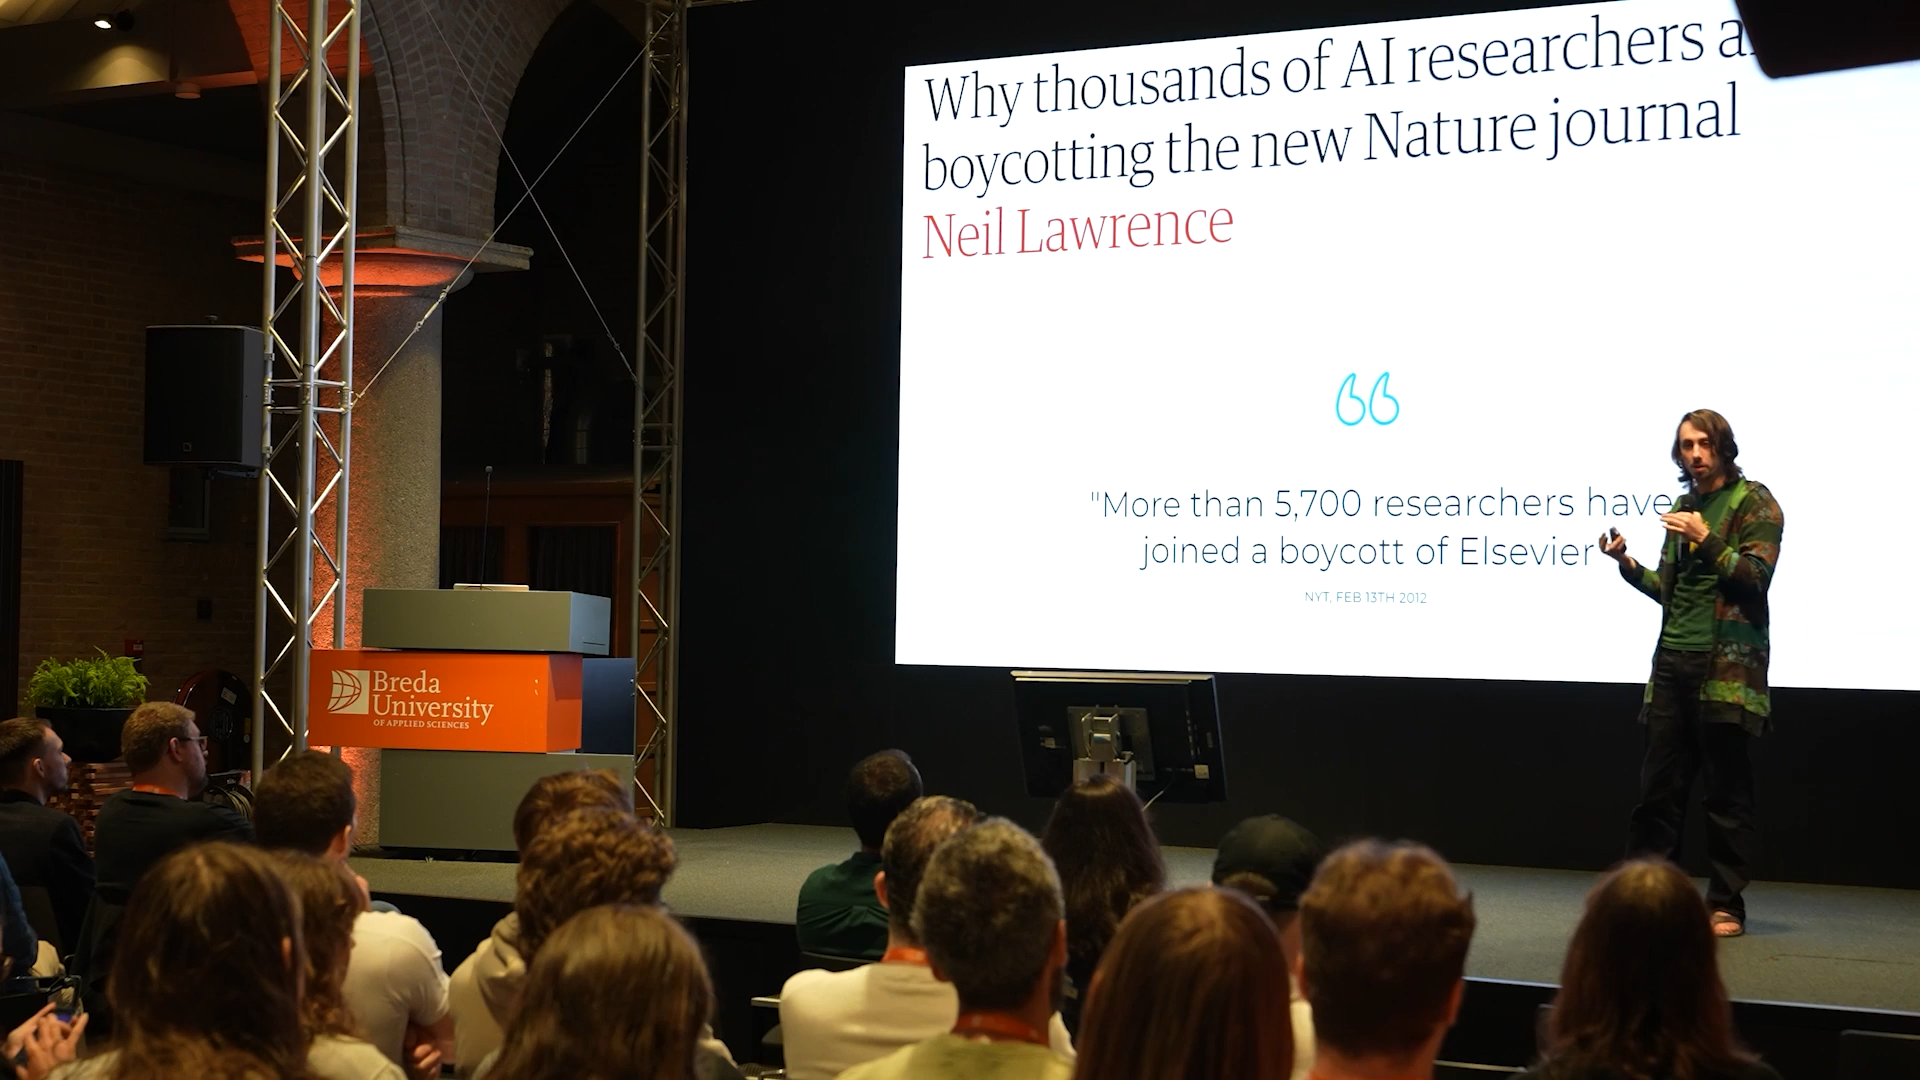 Why thousands of AI researchers
boycotting the new Nature journal
Neil Lawrence
"More than 5,700 researchers have
joined a boycott of Elsevier
NYT, FEB 13TH 2012
Breda
University
OF APPLIED SCIENCES